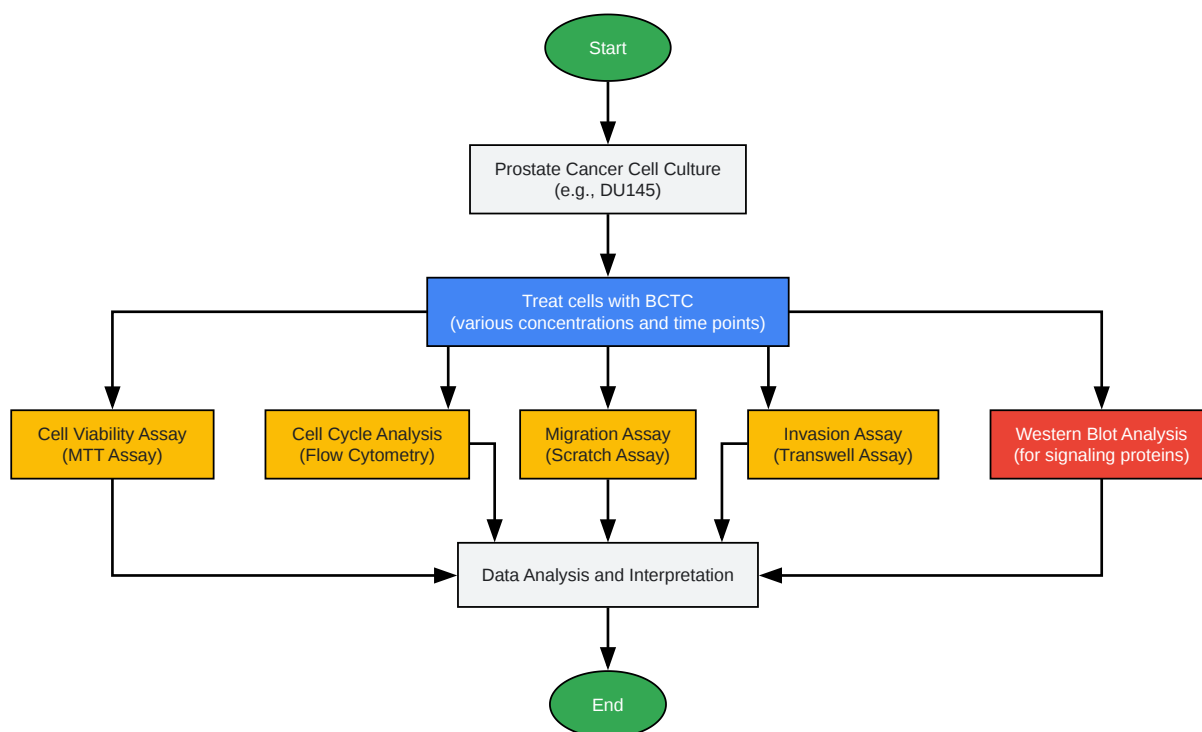 Start
Prostate Cancer Cell Culture
(e.g., DU145)
Treat cells with BCTC
(various concentrations and time points)
Cell Viability Assay
(MTT Assay)
Cell Cycle Analysis
(Flow Cytometry)
Migration Assay
(Scratch Assay)
Invasion Assay
(Transwell Assay)
Western Blot Analysis
(for signaling proteins)
Data Analysis and Interpretation
End